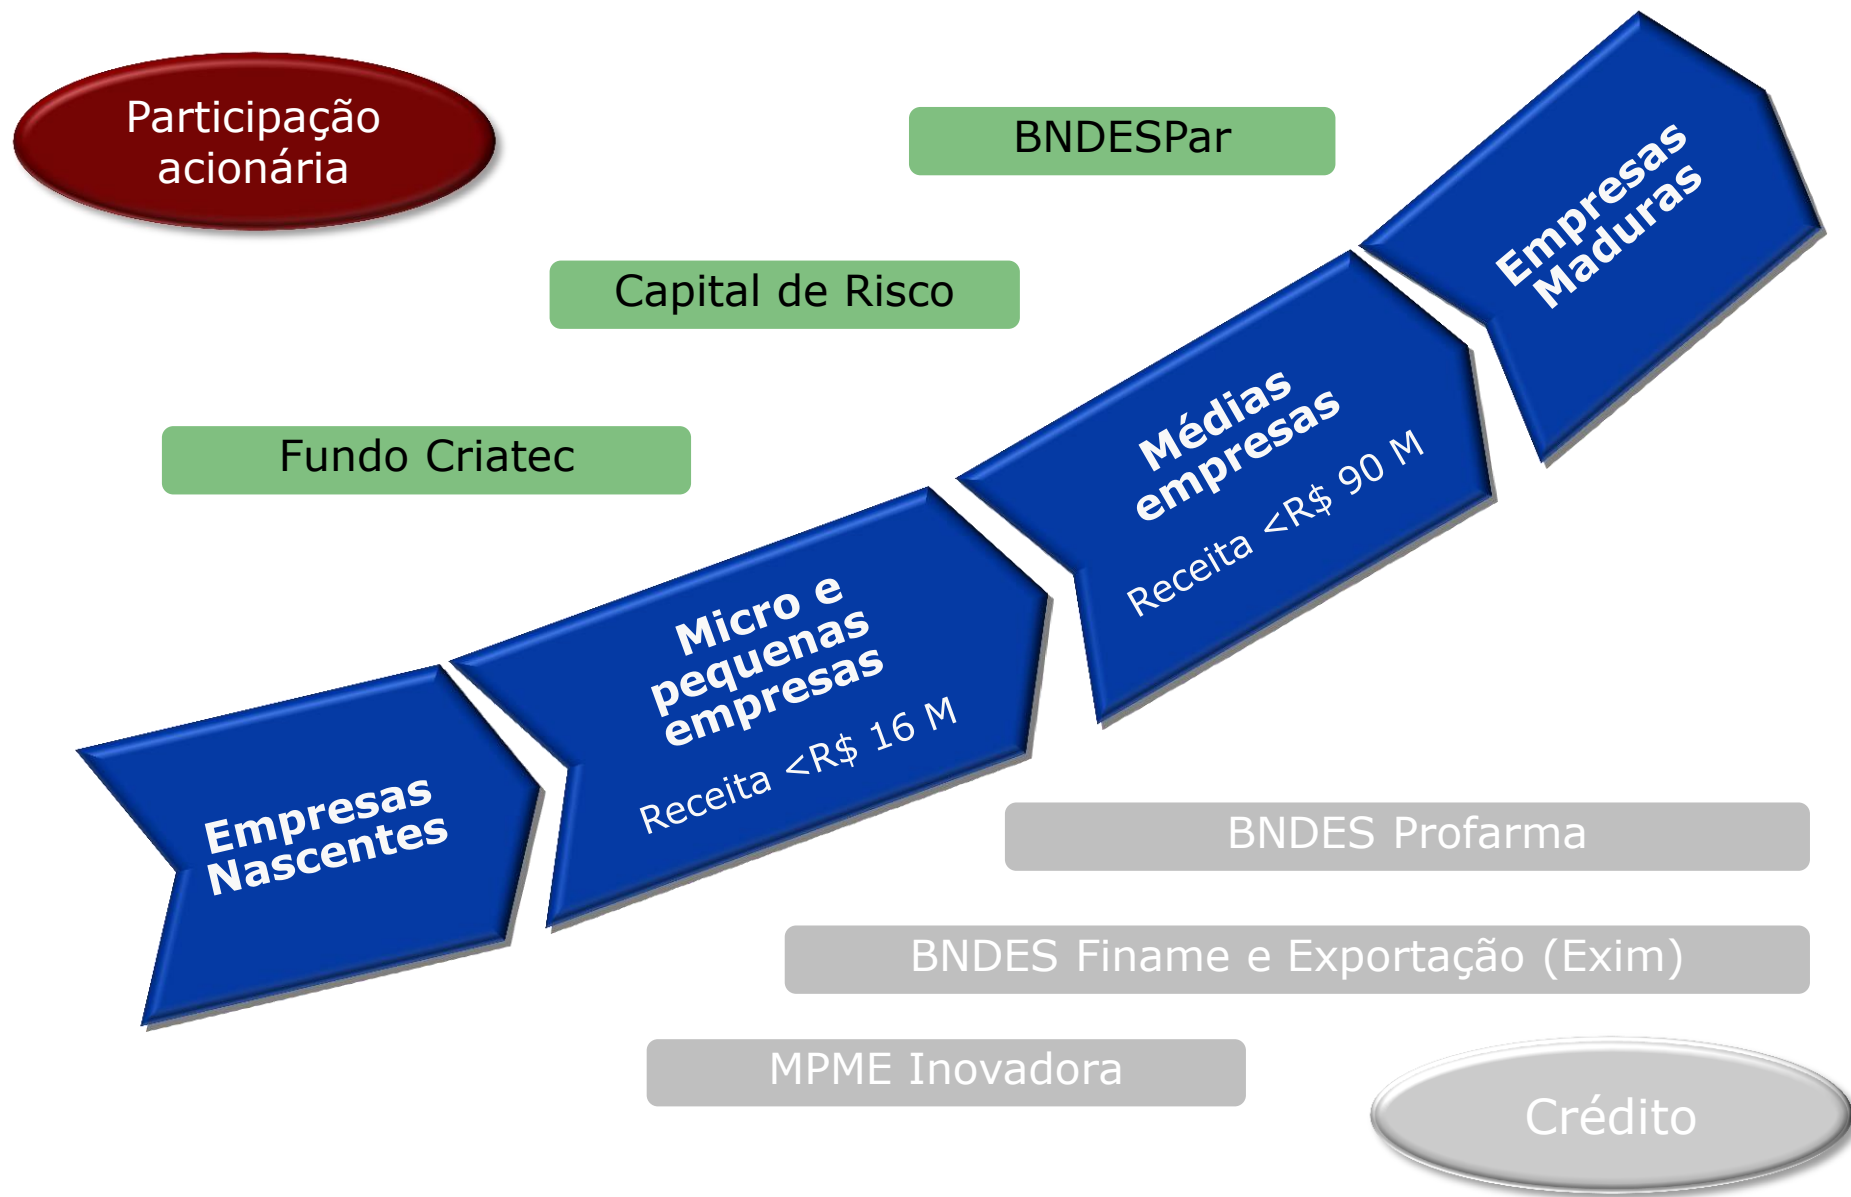 Participação
acionária
BNDESPar
Capital de Risco
Fundo Criatec
Empresas
Maduras
Médias
empresas
Receita <R$ 90 M
Micro e
pequenas
empresas
Receita <R$ 16 M
Empresas
Nascentes
BNDES Profarma
BNDES Finame e Exportação (Exim)
MPME Inovadora
Crédito